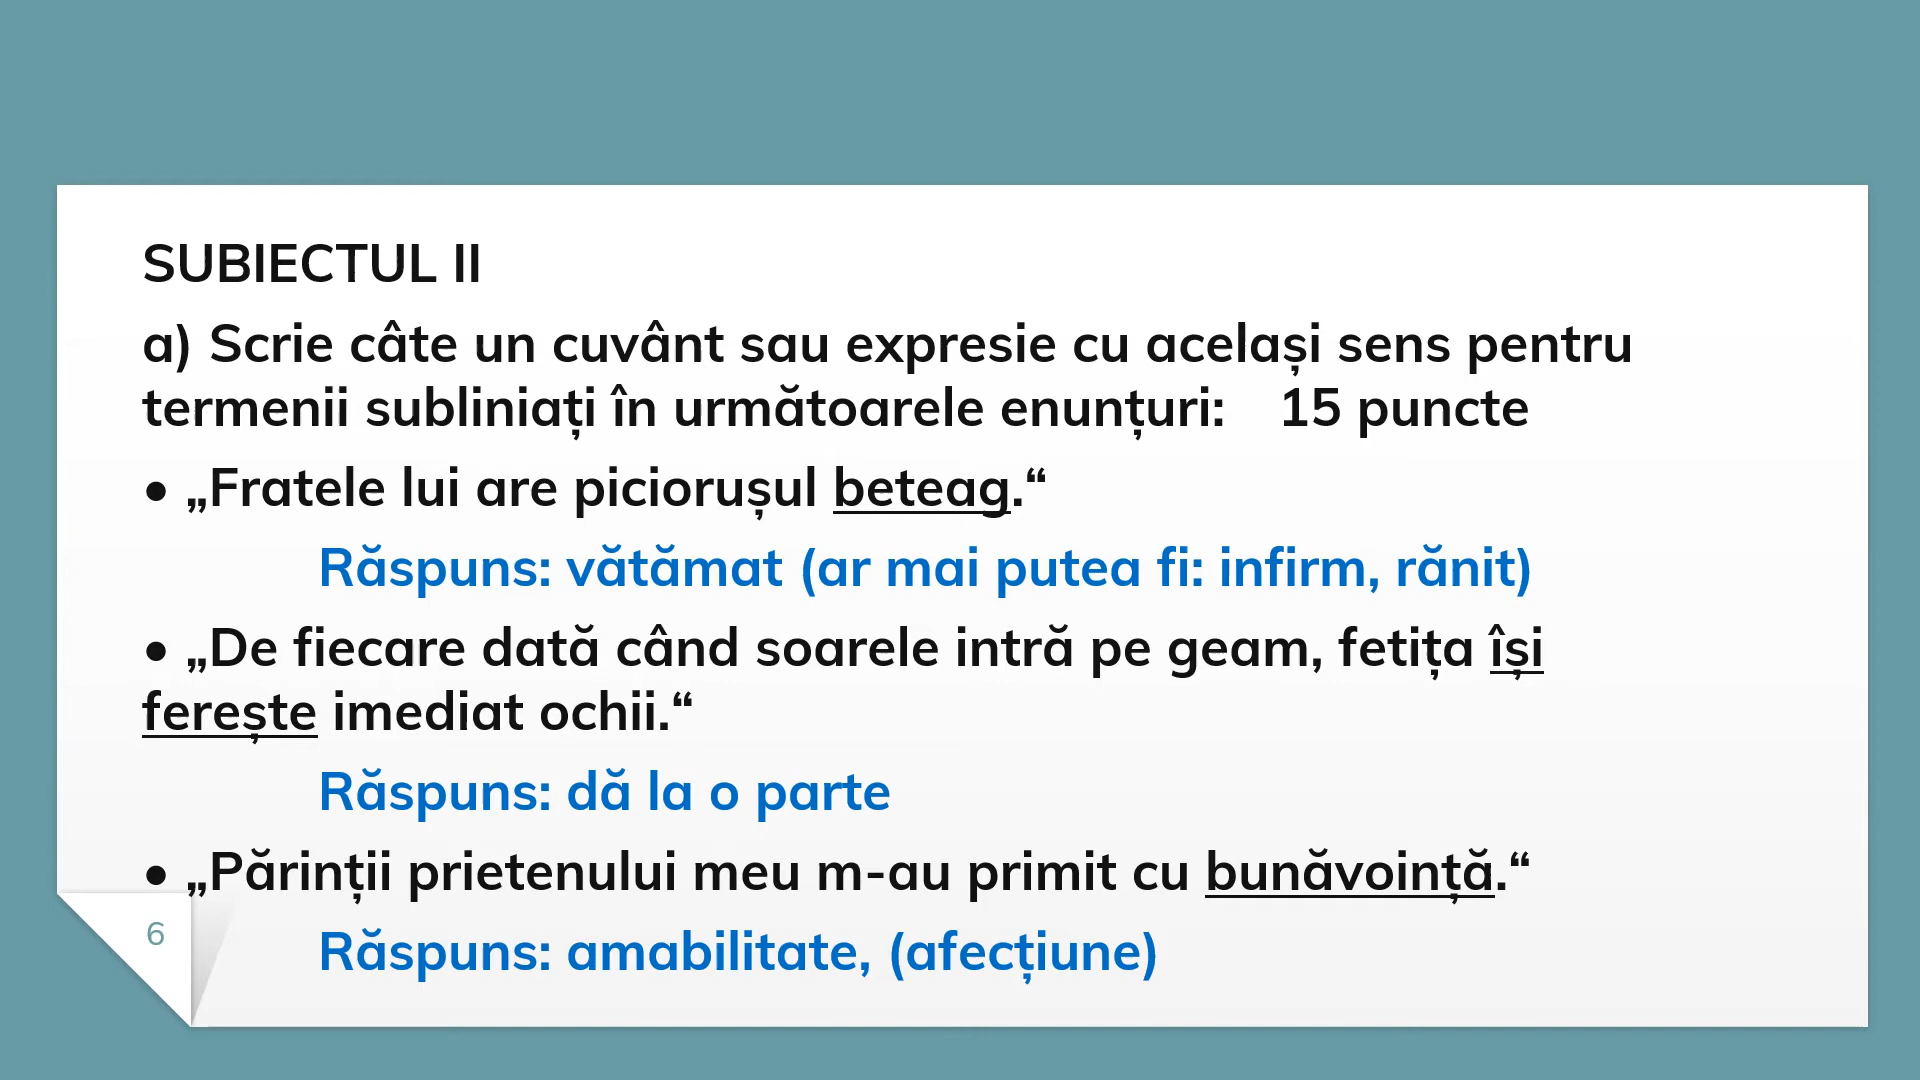 SUBIECTUL II
a) Scrie câte un cuvânt sau expresie cu același sens pentru
termenii subliniați în următoarele enunțuri: 15 puncte
• „Fratele lui are piciorușul beteag.“
Răspuns: vătămat (ar mai putea fi: infirm, rănit)
• „De fiecare dată când soarele intră pe geam, fetița își
ferește imediat ochii.“
Răspuns: dă la o parte
• „Părinții prietenului meu m-au primit cu bunăvoință.“
6
Răspuns: amabilitate, (afecțiune)